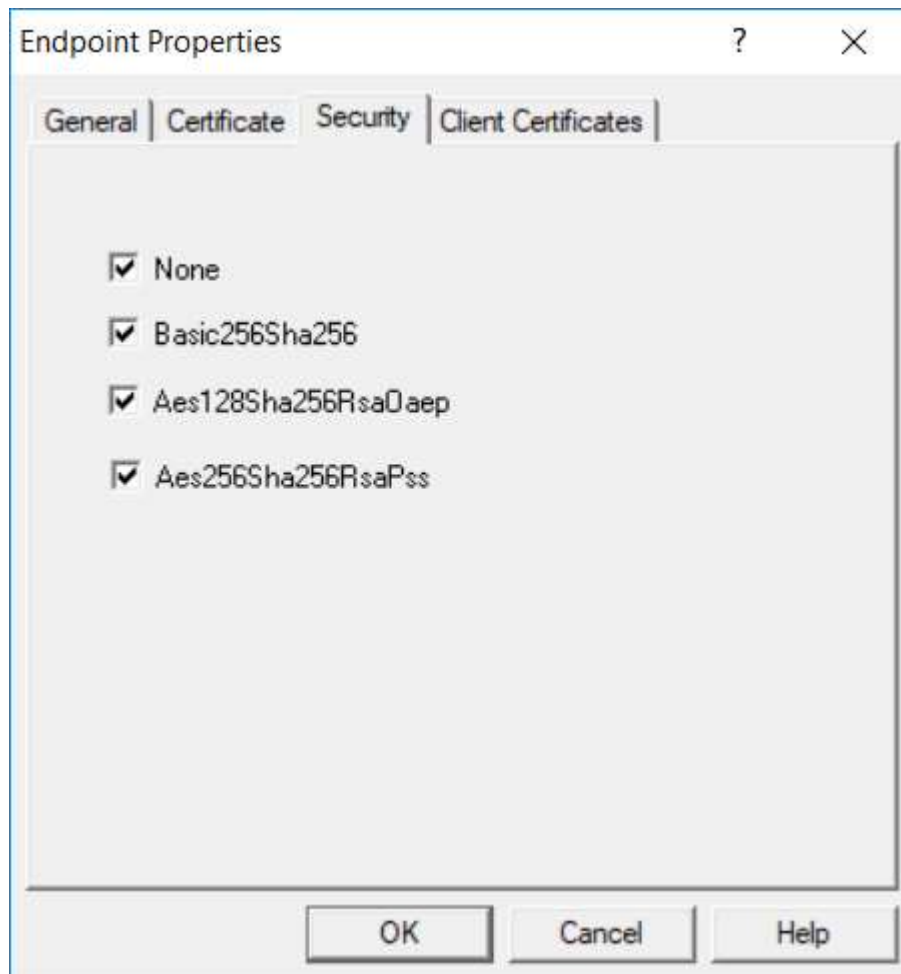 Endpoint Properties ?
General Certificate Security Client Certificates
None
Basic256Sha256
Aes128Sha256RsaOaep
Aes256Sha256RsaPss
OK Cancel Help